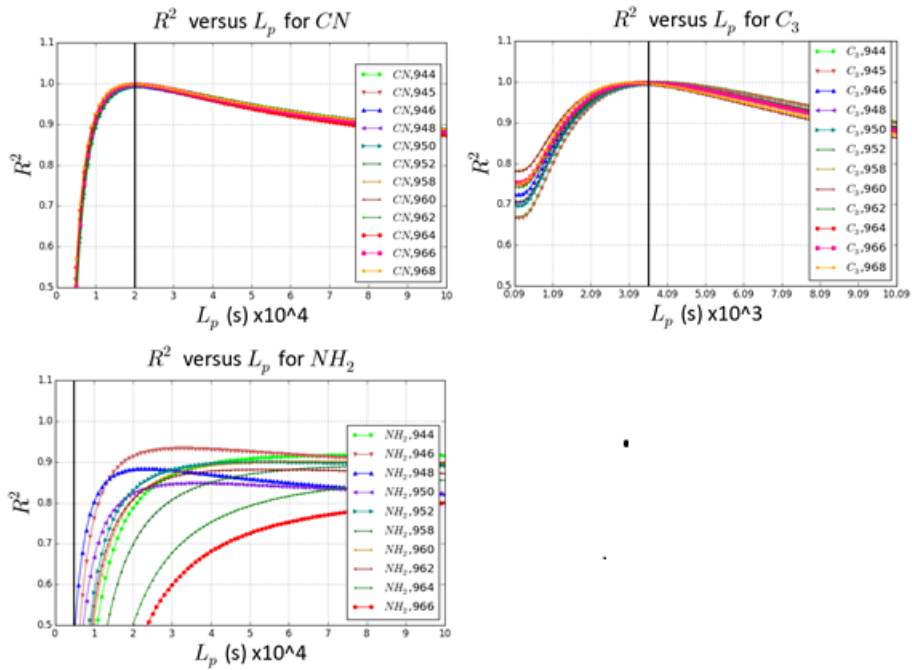 R² versus Lp for CN
1.1
1.0
0.9
0.8
0.7
0.6
0.5
R²
CN,944
CN,945
CN,946
CN,948
CN,950
CN,952
CN,958
CN,960
CN,962
CN,964
CN,966
CN,968
0 1 2 3 4 5 6 7 8 9 10
Lp (s) x10^4
R² versus Lp for C₃
1.1
1.0
0.9
0.8
0.7
0.6
0.5
R²
C₃,944
C₃,945
C₃,946
C₃,948
C₃,950
C₃,952
C₃,958
C₃,960
C₃,962
C₃,964
C₃,966
C₃,968
0.09 1.09 2.09 3.09 4.09 5.09 6.09 7.09 8.09 9.09 10.09
Lp (s) x10^3
R² versus Lp for NH₂
1.1
1.0
0.9
0.8
0.7
0.6
0.5
R²
NH₂,944
NH₂,946
NH₂,948
NH₂,950
NH₂,952
NH₂,958
NH₂,960
NH₂,962
NH₂,964
NH₂,966
0 1 2 3 4 5 6 7 8 9 10
Lp (s) x10^4